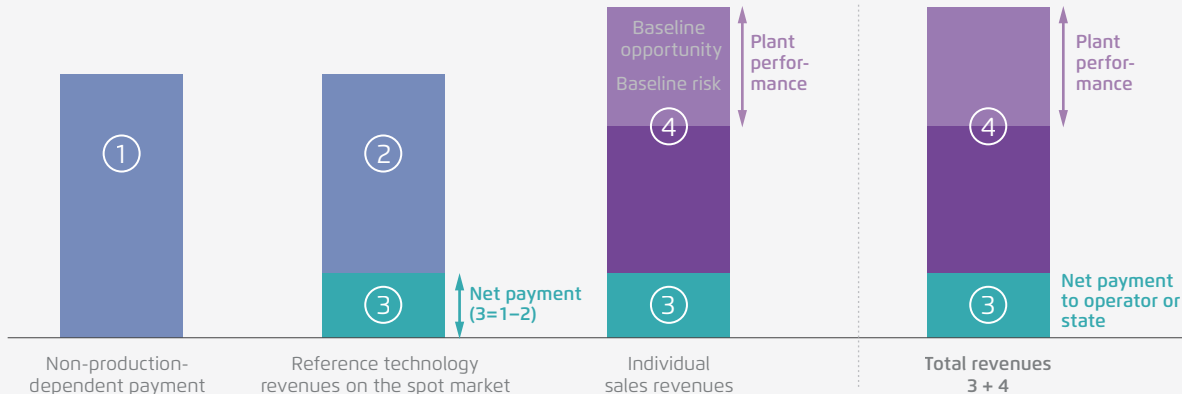 Baseline
opportunity
Baseline risk
Plant
perfor-
mance
Plant
perfor-
mance
1
2
4
4
3
Net payment
(3=1–2)
3
3
Net payment
to operator or
state
Non-production-
dependent payment
Reference technology
revenues on the spot market
Individual
sales revenues
Total revenues
3 + 4